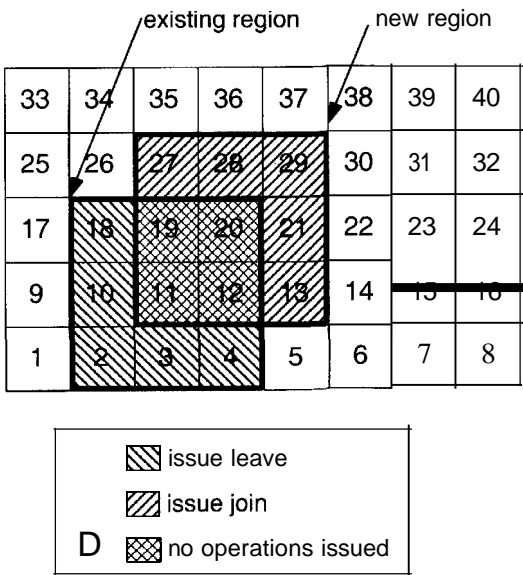 existing region
new region
33 34 35 36 37 38 39 40
25 26 27 28 29 30 31 32
17 18 19 20 21 22 23 24
9 10 11 12 13 14 15 16
1 2 3 4 5 6 7 8
issue leave
issue join
D no operations issued